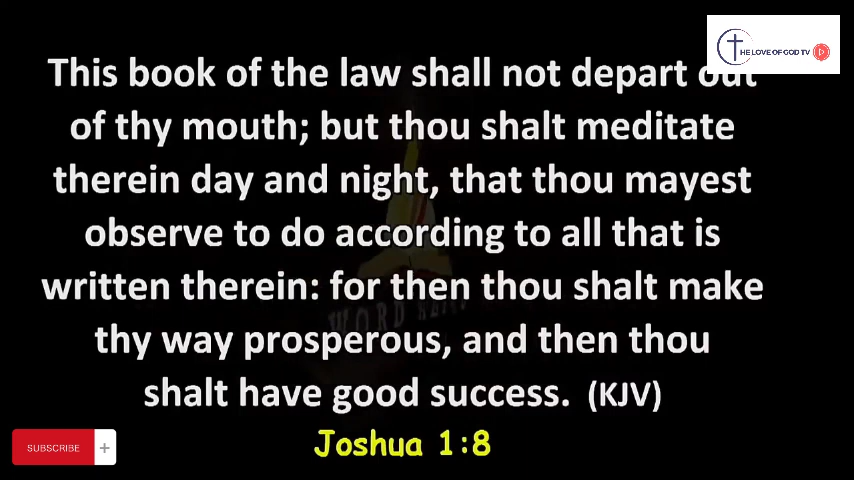 THE LOVE OF GOD TV
This book of the law shall not depart out
of thy mouth; but thou shalt meditate
therein day and night, that thou mayest
observe to do according to all that is
written therein: for then thou shalt make
thy way prosperous, and then thou
shalt have good success. (KJV)
Joshua 1:8
SUBSCRIBE +